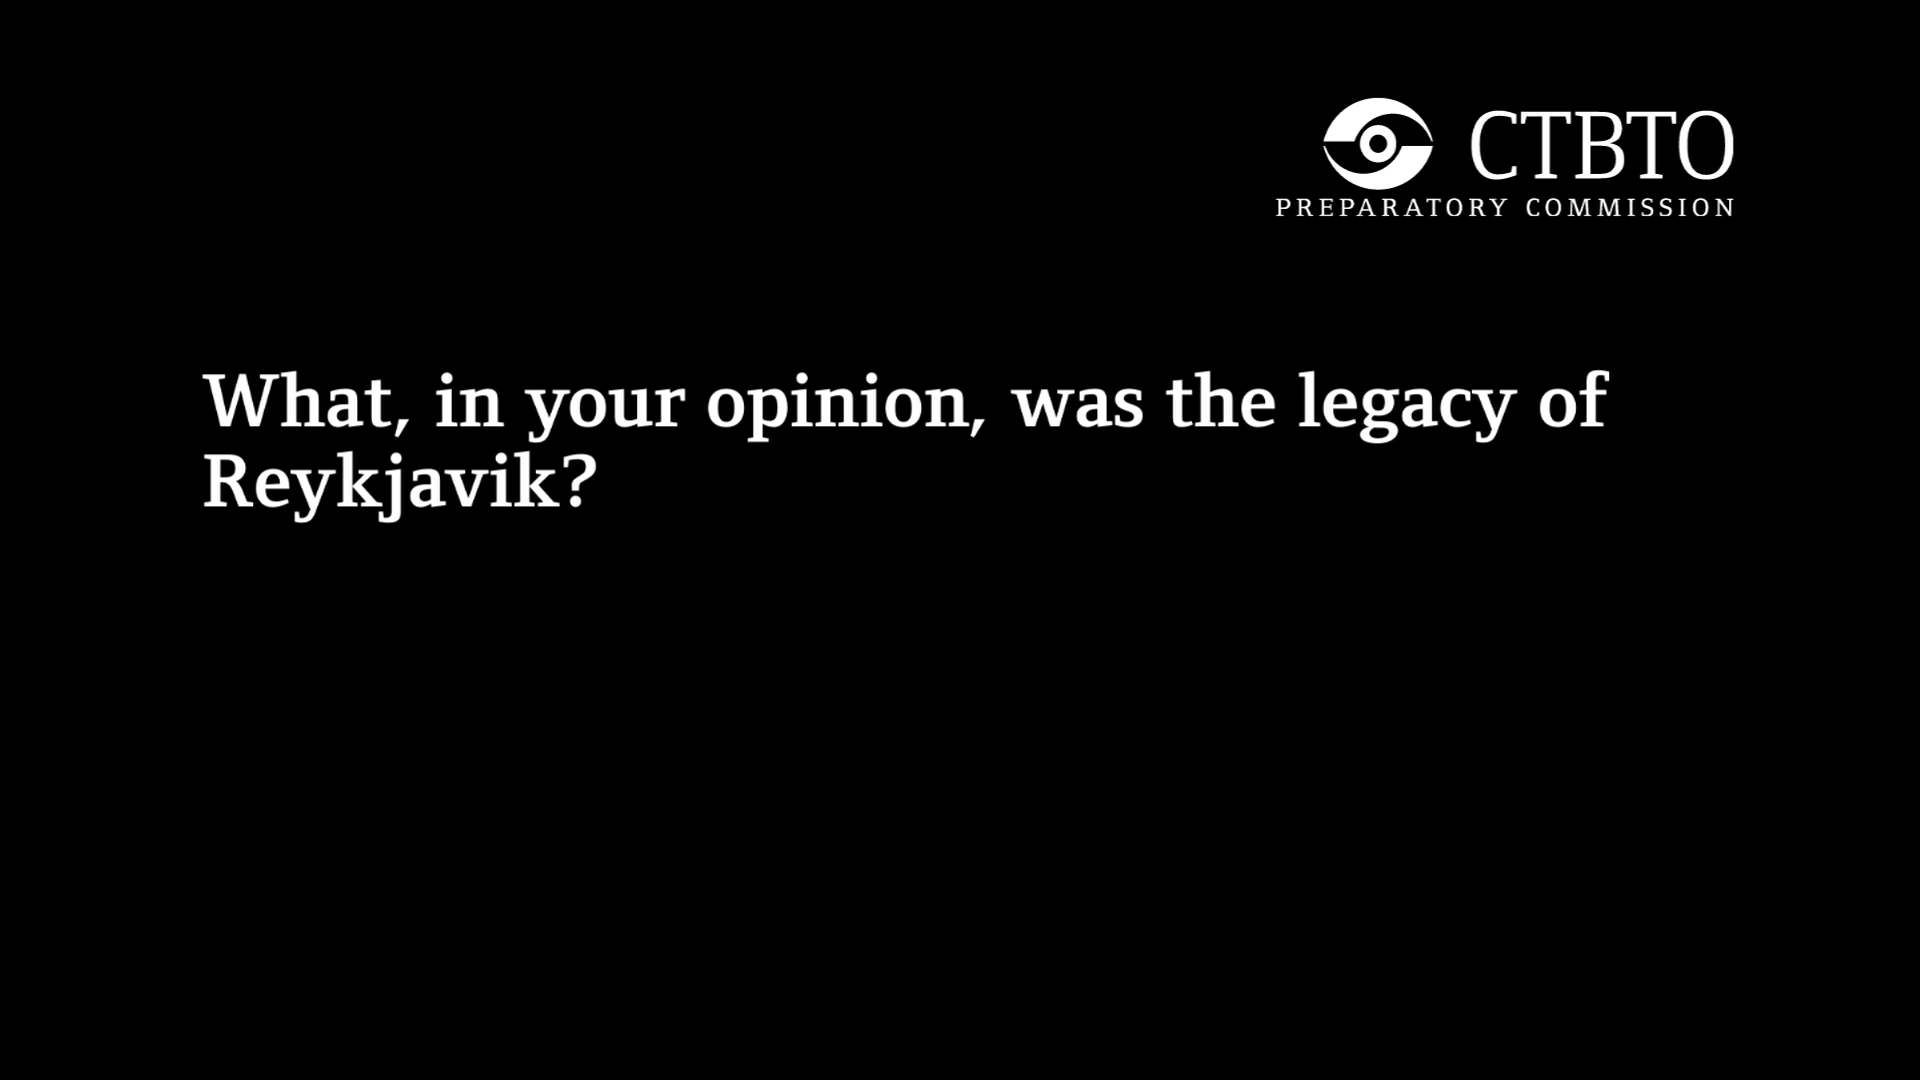 CTBTO
PREPARATORY COMMISSION
What, in your opinion, was the legacy of
Reykjavik?